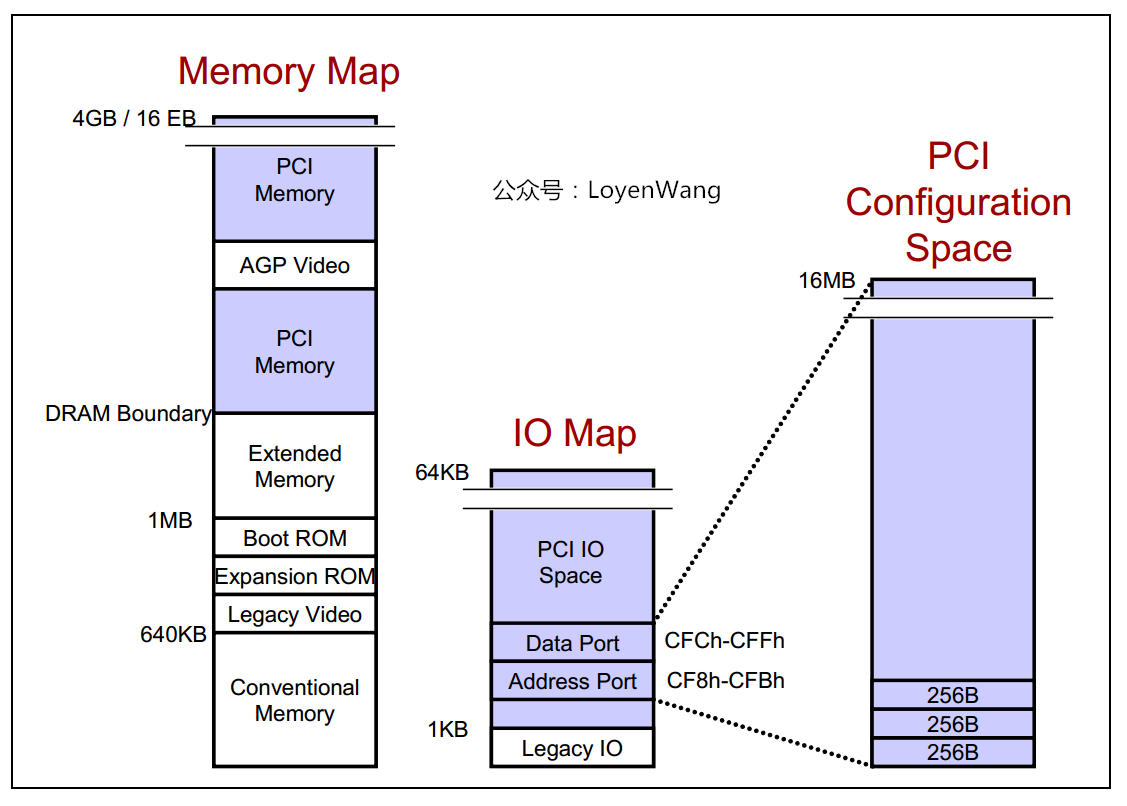 Memory Map
4GB / 16 EB
PCI
Memory
AGP Video
PCI
Memory
DRAM Boundary
Extended
Memory
1MB
Boot ROM
Expansion ROM
Legacy Video
640KB
Conventional
Memory
公众号：LoyenWang
IO Map
64KB
PCI IO
Space
Data Port
CFCh-CFFh
Address Port
CF8h-CFBh
1KB
Legacy IO
PCI
Configuration
Space
16MB
256B
256B
256B